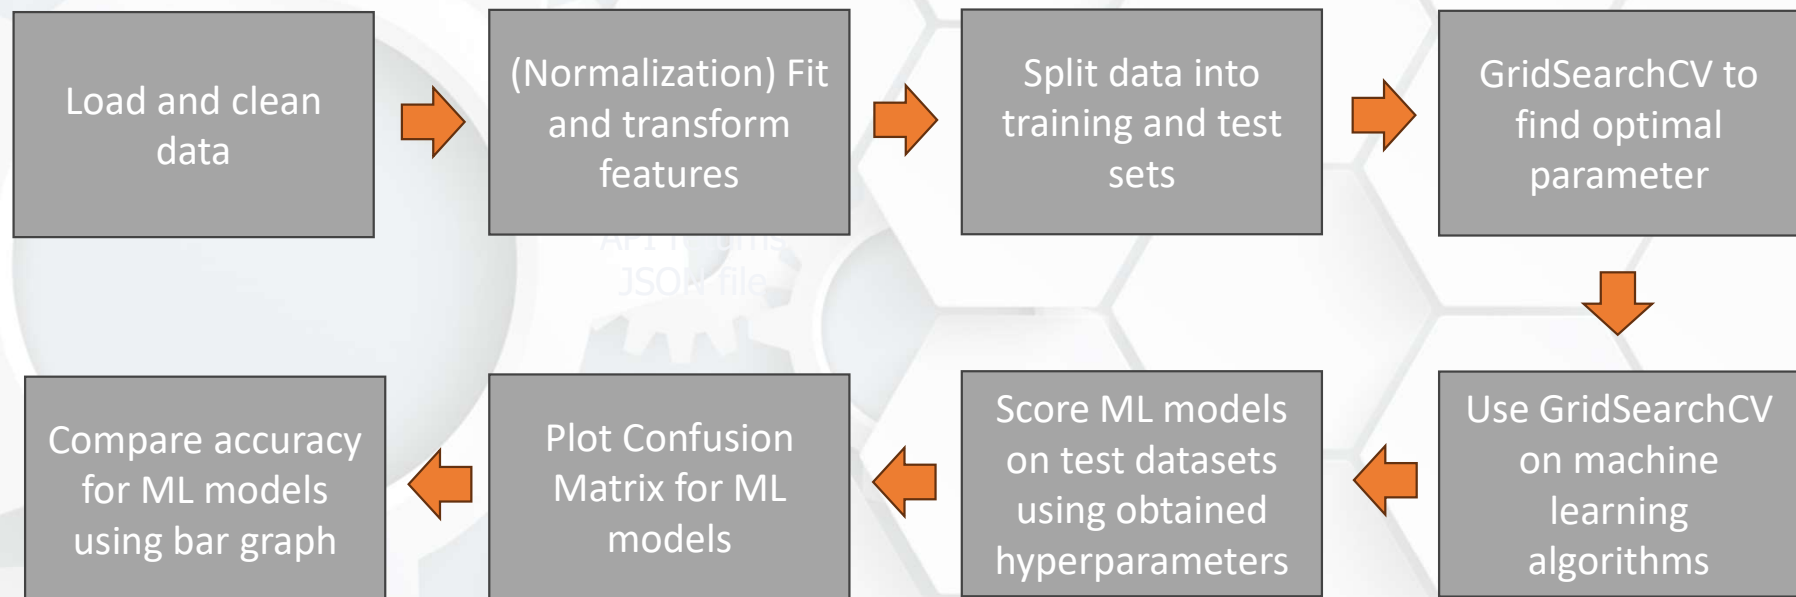 Load and clean
data
(Normalization) Fit
and transform
features
Split data into
training and test
sets
GridSearchCV to
find optimal
parameter
JSON file
Use GridSearchCV
on machine
learning
algorithms
Score ML models
on test datasets
using obtained
hyperparameters
Plot Confusion
Matrix for ML
models
Compare accuracy
for ML models
using bar graph